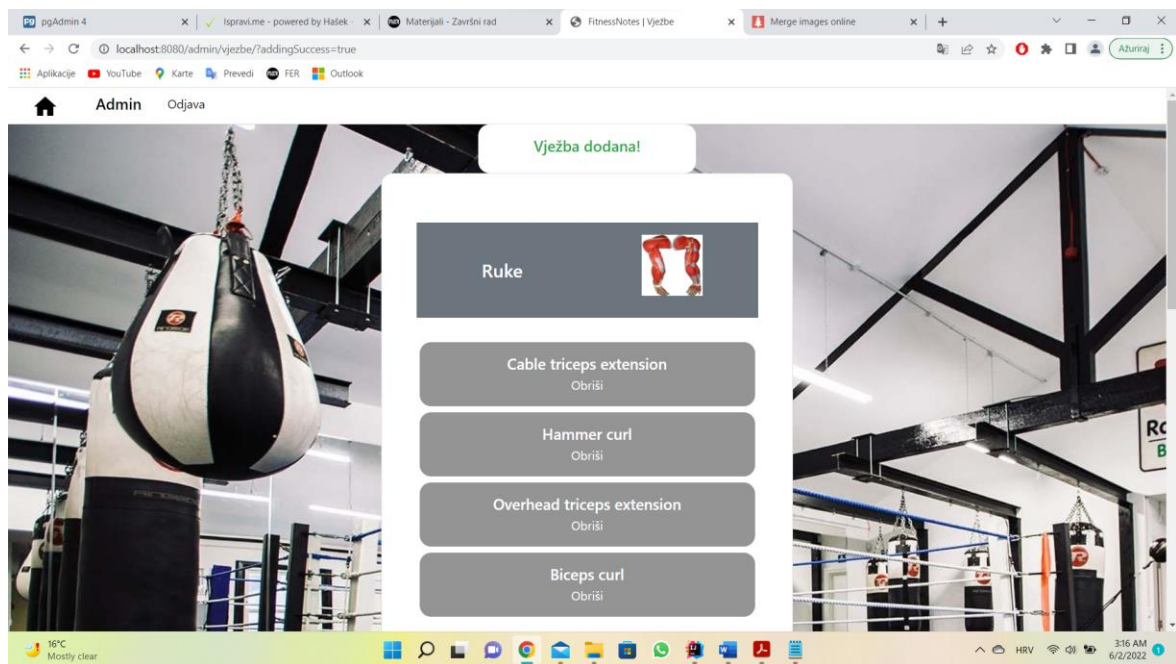 pgAdmin 4
Ispravi.me - powered by Hašek -
Materijali - Završni rad
FitnessNotes | Vježbe
Merge images online
localhost:8080/admin/vjezbe/?addingSuccess=true
Ažuriraj
Aplikacije
YouTube
Karte
Prevedi
FER
Outlook
Admin
Odjava
Vježba dodana!
Ruke
Cable triceps extension
Obriši
Hammer curl
Obriši
Overhead triceps extension
Obriši
Biceps curl
Obriši
16°C
Mostly clear
HRV
3:16 AM
6/2/2022
1